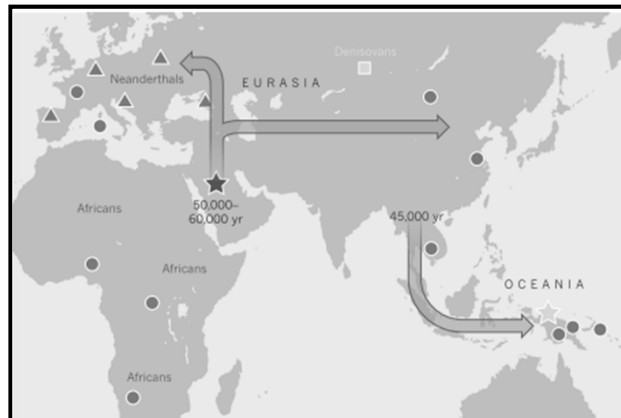 Denisovans
Neanderthals
EURASIA
Africans
50,000–
60,000 yr
45,000 yr
Africans
OCEANIA
Africans